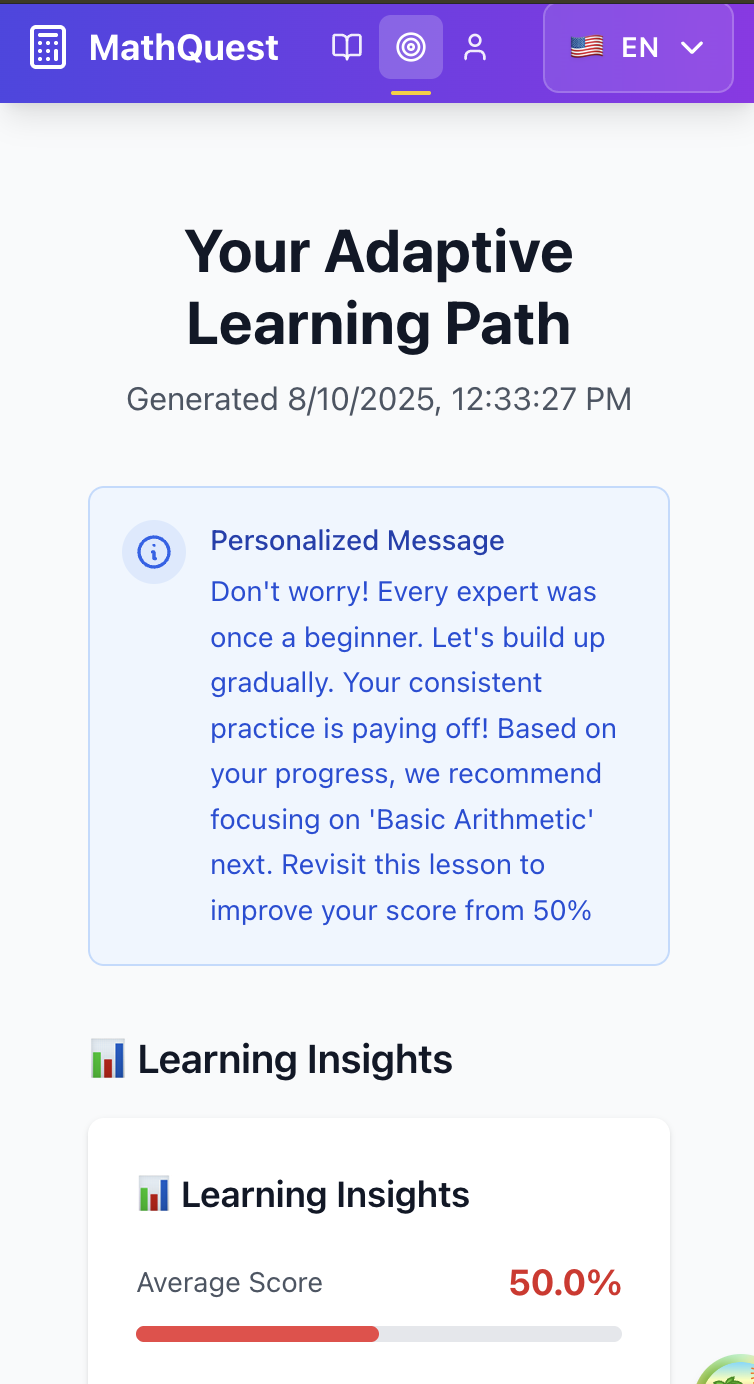 MathQuest
EN
Your Adaptive
Learning Path
Generated 8/10/2025, 12:33:27 PM
Personalized Message
Don't worry! Every expert was
once a beginner. Let's build up
gradually. Your consistent
practice is paying off! Based on
your progress, we recommend
focusing on 'Basic Arithmetic'
next. Revisit this lesson to
improve your score from 50%
Learning Insights
Learning Insights
Average Score 50.0%